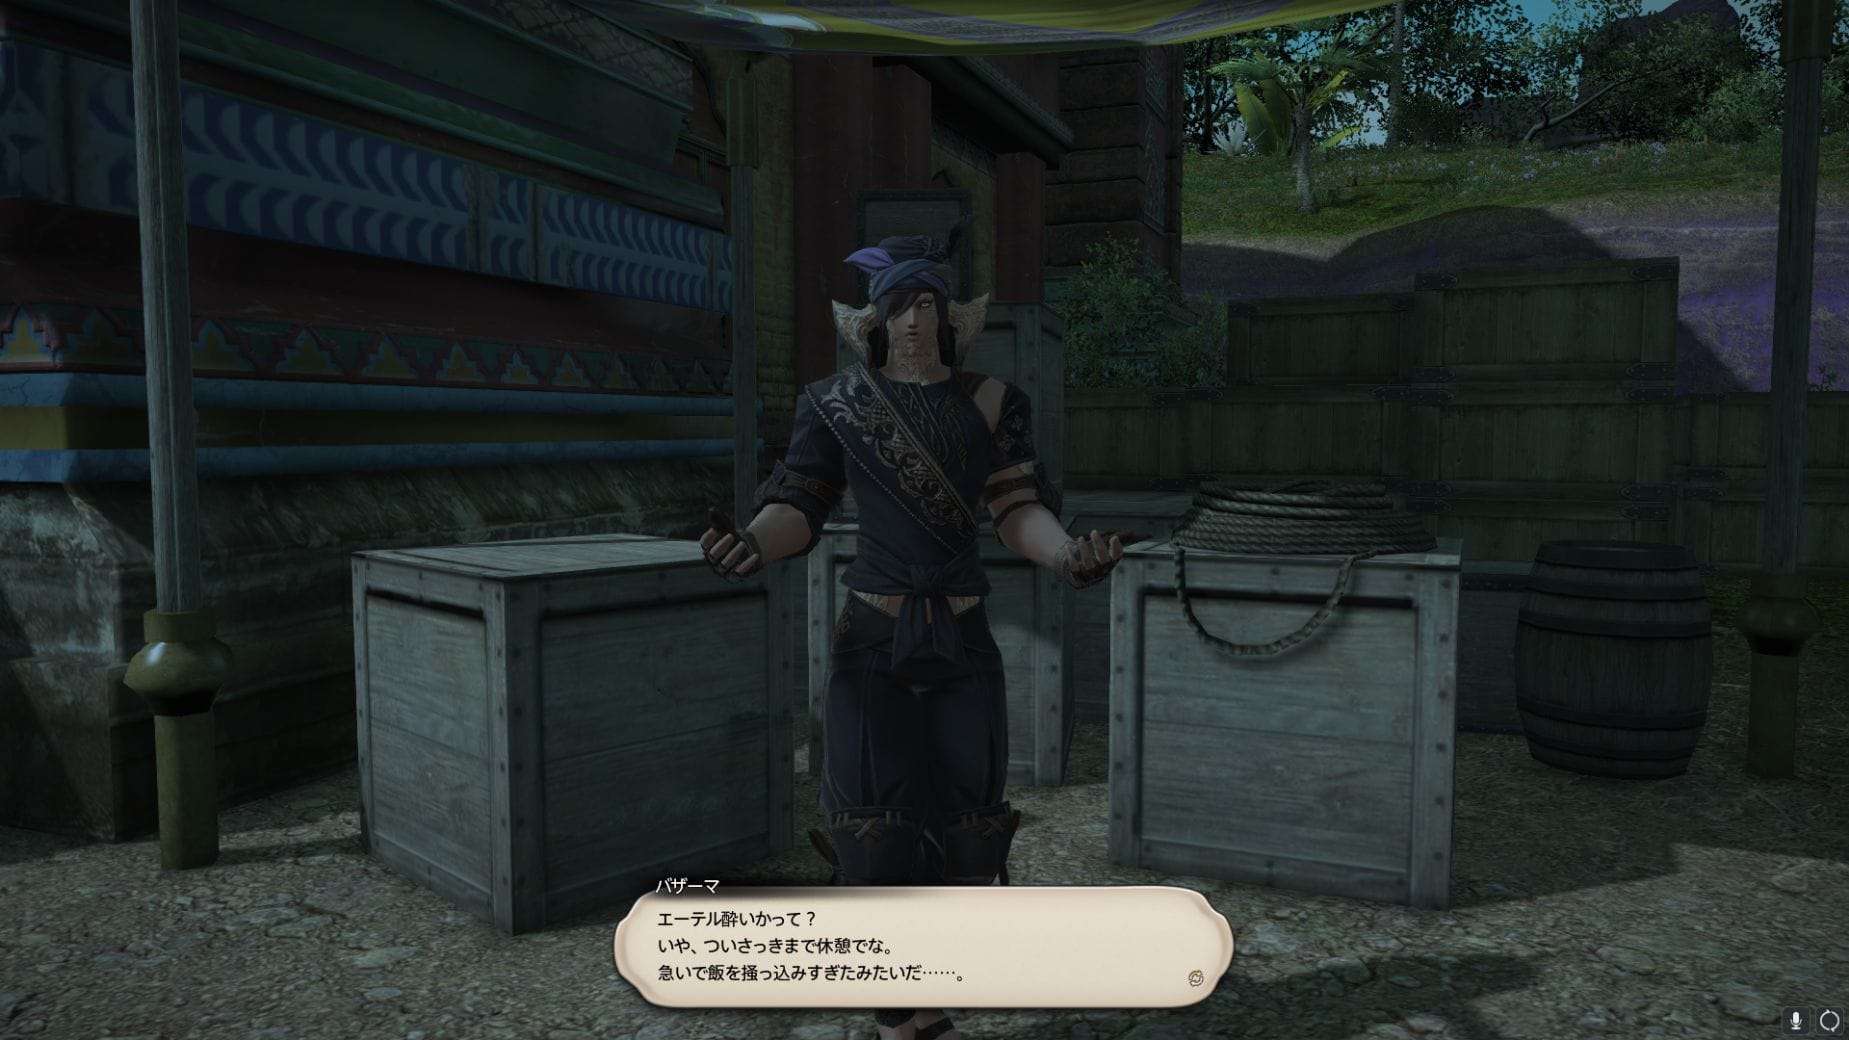 バザーマ
エーテル酔いかって？
いや、ついさっきまで休憩でな。
急いで飯を掻っ込みすぎたみたいだ……。